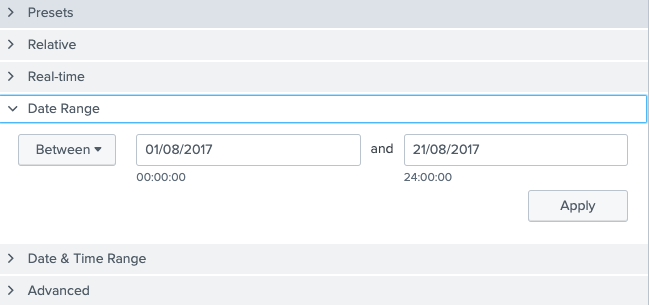 Presets
Relative
Real-time
Date Range
Between 01/08/2017 and 21/08/2017
00:00:00 24:00:00
Apply
Date & Time Range
Advanced